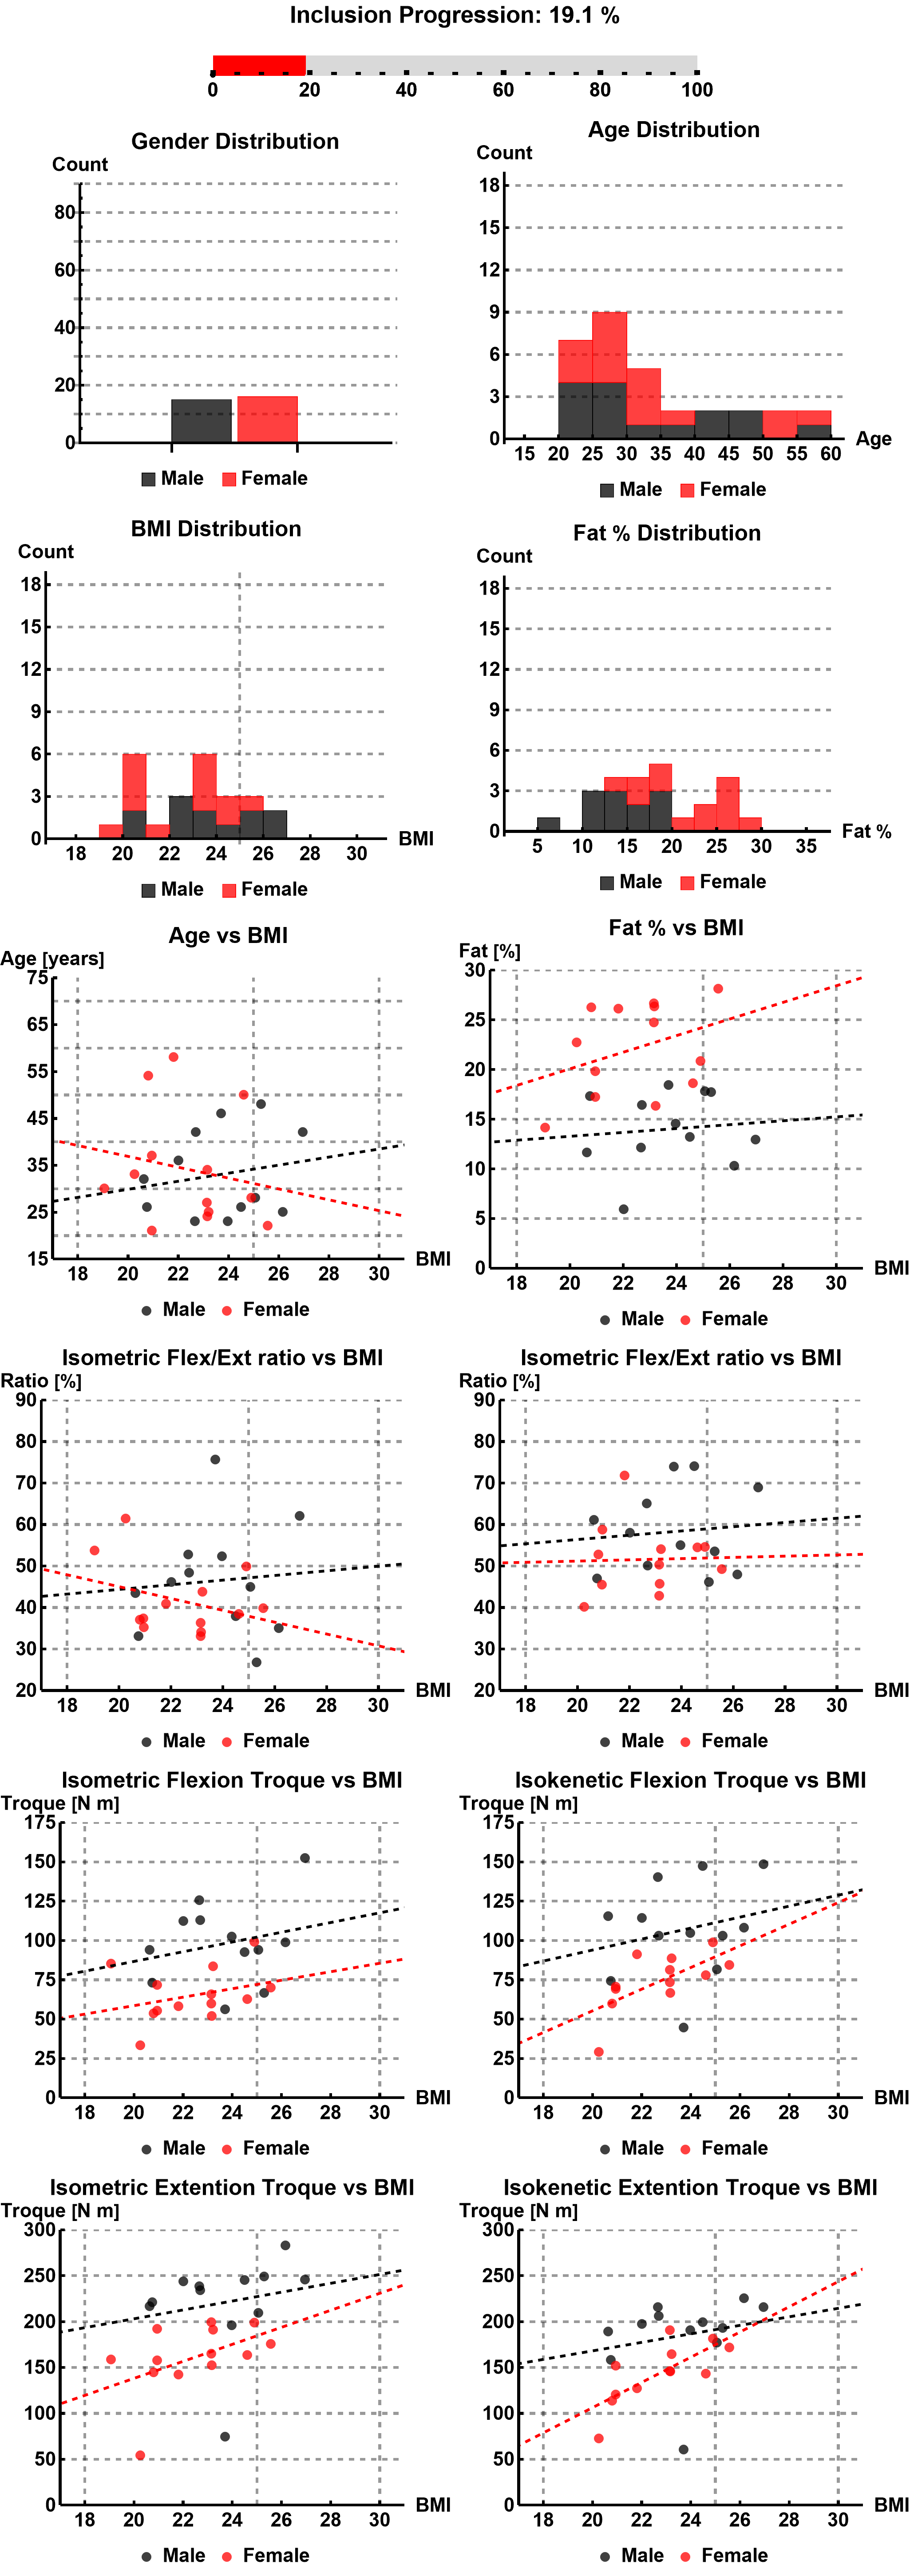 Inclusion Progression: 19.1 %
0 20 40 60 80 100
Gender Distribution
Count
80
60
40
20
0
Male Female
Age Distribution
Count
18
15
12
9
6
3
0
15 20 25 30 35 40 45 50 55 60 Age
Male Female
BMI Distribution
Count
18
15
12
9
6
3
0
18 20 22 24 26 28 30 BMI
Male Female
Fat % Distribution
Count
18
15
12
9
6
3
0
5 10 15 20 25 30 35 Fat %
Male Female
Age vs BMI
Age [years]
75
65
55
45
35
25
15
18 20 22 24 26 28 30 BMI
Male Female
Fat % vs BMI
Fat [%]
30
25
20
15
10
5
0
18 20 22 24 26 28 30 BMI
Male Female
Isometric Flex/Ext ratio vs BMI
Ratio [%]
90
80
70
60
50
40
30
20
18 20 22 24 26 28 30 BMI
Male Female
Isometric Flex/Ext ratio vs BMI
Ratio [%]
90
80
70
60
50
40
30
20
18 20 22 24 26 28 30 BMI
Male Female
Isometric Flexion Troque vs BMI
Troque [N m]
175
150
125
100
75
50
25
0
18 20 22 24 26 28 30 BMI
Male Female
Isokenetic Flexion Troque vs BMI
Troque [N m]
175
150
125
100
75
50
25
0
18 20 22 24 26 28 30 BMI
Male Female
Isometric Extention Troque vs BMI
Troque [N m]
300
250
200
150
100
50
0
18 20 22 24 26 28 30 BMI
Male Female
Isokenetic Extention Troque vs BMI
Troque [N m]
300
250
200
150
100
50
0
18 20 22 24 26 28 30 BMI
Male Female